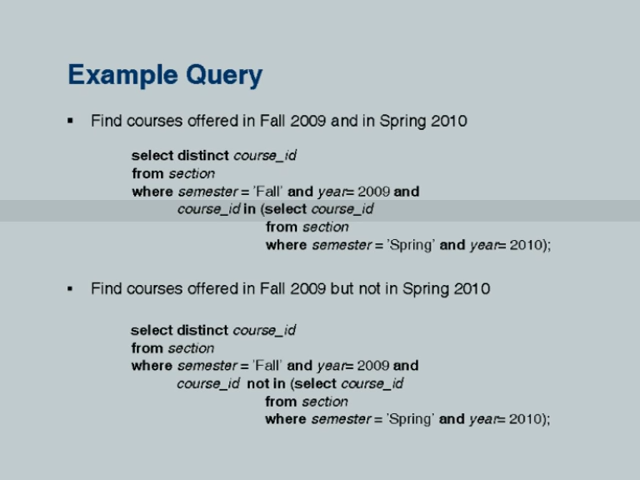 Example Query
▪ Find courses offered in Fall 2009 and in Spring 2010
select distinct course_id
from section
where semester = 'Fall' and year= 2009 and
course_id in (select course_id
from section
where semester = 'Spring' and year= 2010);
▪ Find courses offered in Fall 2009 but not in Spring 2010
select distinct course_id
from section
where semester = 'Fall' and year= 2009 and
course_id not in (select course_id
from section
where semester = 'Spring' and year= 2010);